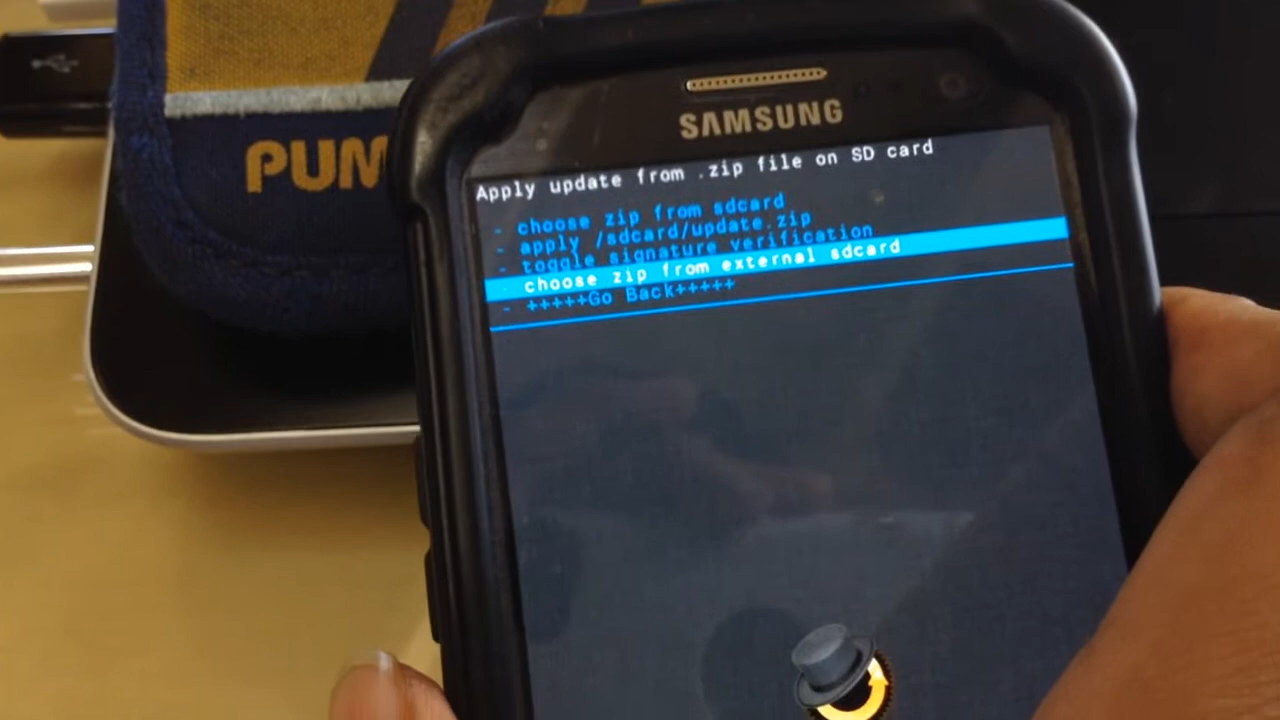 PUM
SAMSUNG
Apply update from .zip file on SD card
- choose zip from sdcard
- apply /sdcard/update.zip
- toggle signature verification
- choose zip from external sdcard
- +++++Go Back+++++